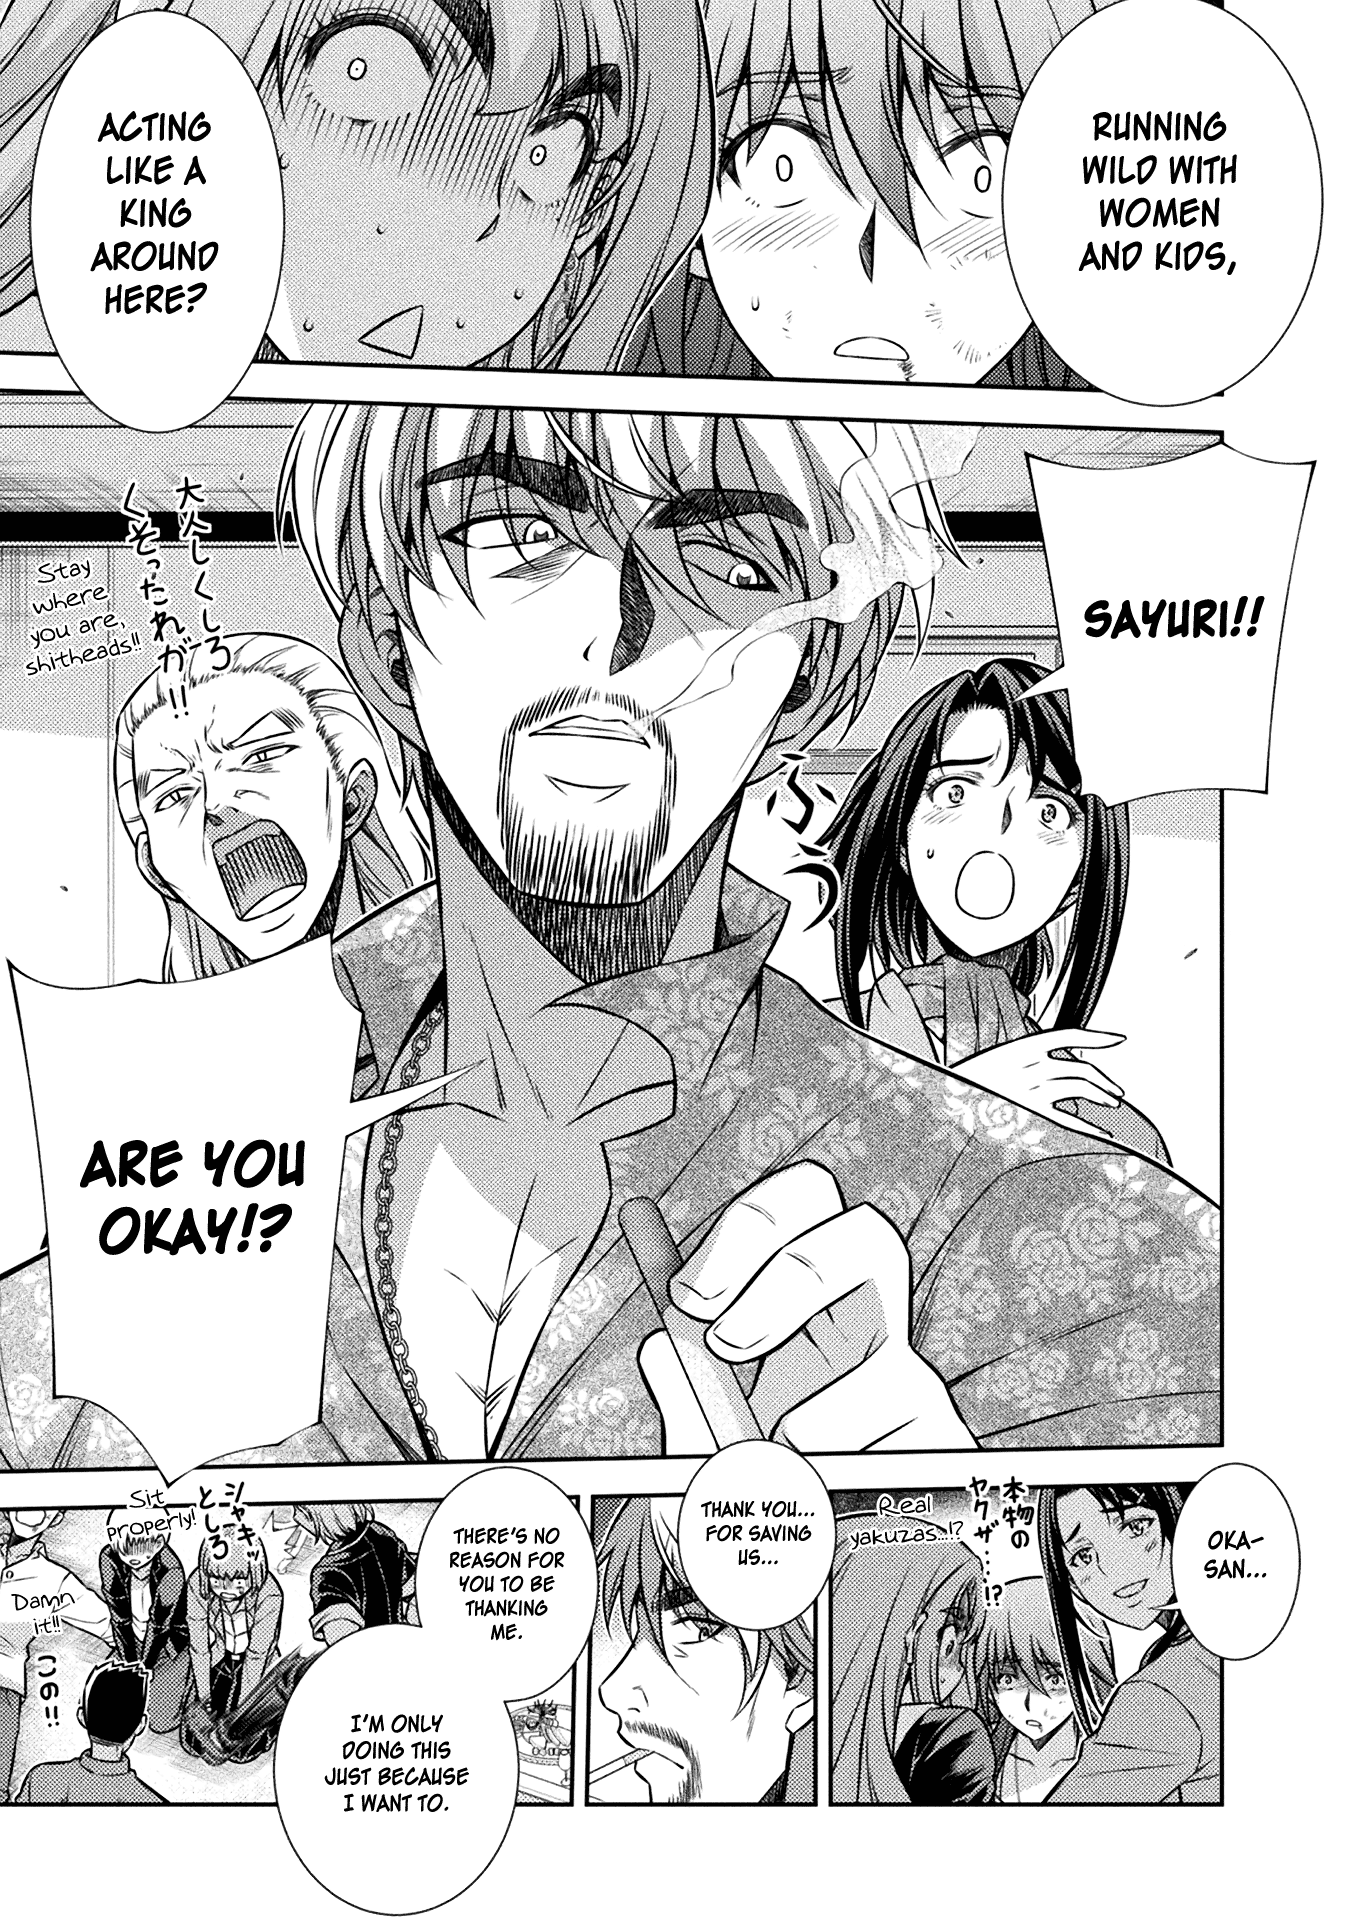 RUNNING
WILD WITH
WOMEN
AND KIDS,
ACTING
LIKE A
KING
AROUND
HERE?
SAYURI!!
大人しくしろ
くそったれがーっ!!
Stay
where
you are,
shitheads!!
ARE YOU
OKAY!?
OKA-
SAN...
本物の
ヤクザ……!?
Real
yakuzas...!?
THANK YOU...
FOR SAVING
US...
THERE'S NO
REASON FOR
YOU TO BE
THANKING
ME.
I'M ONLY
DOING THIS
JUST BECAUSE
I WANT TO.
シャキッ
としろ
Sit
properly!
Damn
it!!
この!!